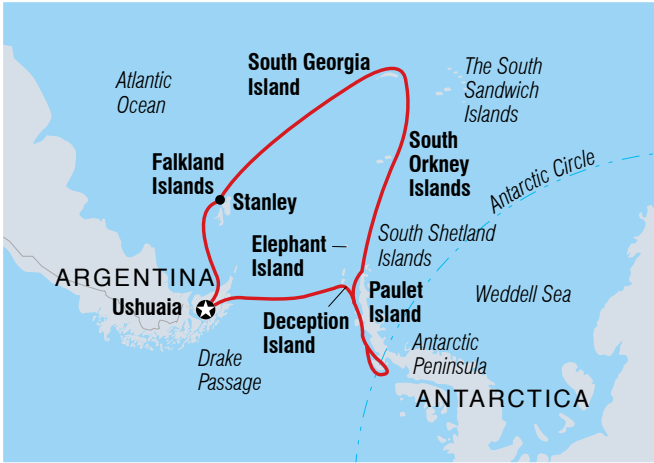 South Georgia
Island
The South
Sandwich
Islands
Atlantic
Ocean
South
Orkney
Islands
Falkland
Islands
Antarctic Circle
Stanley
Elephant
Island
South Shetland
Islands
ARGENTINA
Ushuaia
Paulet
Island
Weddell Sea
Deception
Island
Antarctic
Peninsula
Drake
Passage
ANTARCTICA